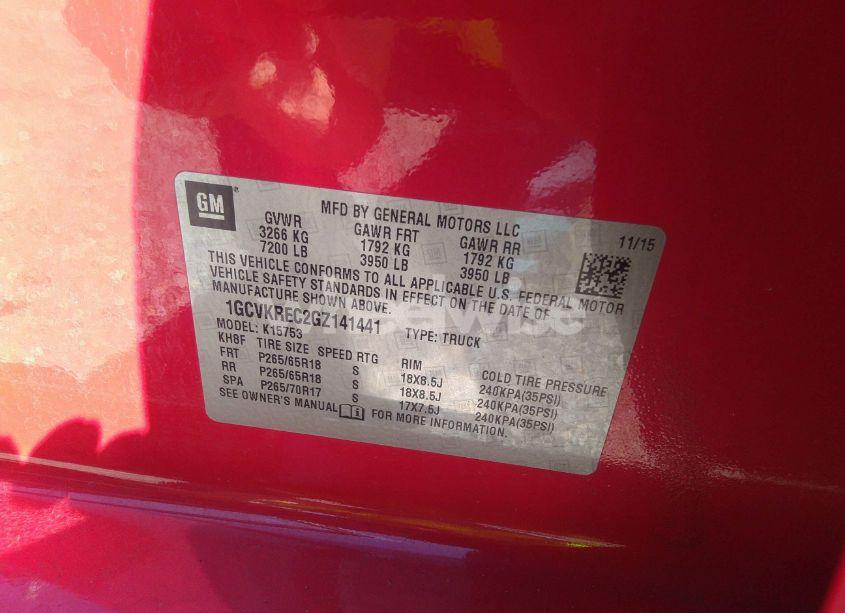 GM
MFD BY GENERAL MOTORS LLC
GVWR GAWR FRT GAWR RR 11/15
3266 KG 1792 KG 1792 KG
7200 LB 3950 LB 3950 LB
THIS VEHICLE CONFORMS TO ALL APPLICABLE U.S. FEDERAL MOTOR
VEHICLE SAFETY STANDARDS IN EFFECT ON THE DATE OF
MANUFACTURE SHOWN ABOVE.
1GCVKREC2GZ141441 TYPE: TRUCK
MODEL: K15753
KH8F TIRE SIZE SPEED RTG RIM COLD TIRE PRESSURE
FRT P265/65R18 S 18X8.5J 240KPA(35PSI)
RR P265/65R18 S 18X8.5J 240KPA(35PSI)
SPA P265/70R17 S 17X7.5J 240KPA(35PSI)
SEE OWNER'S MANUAL FOR MORE INFORMATION.